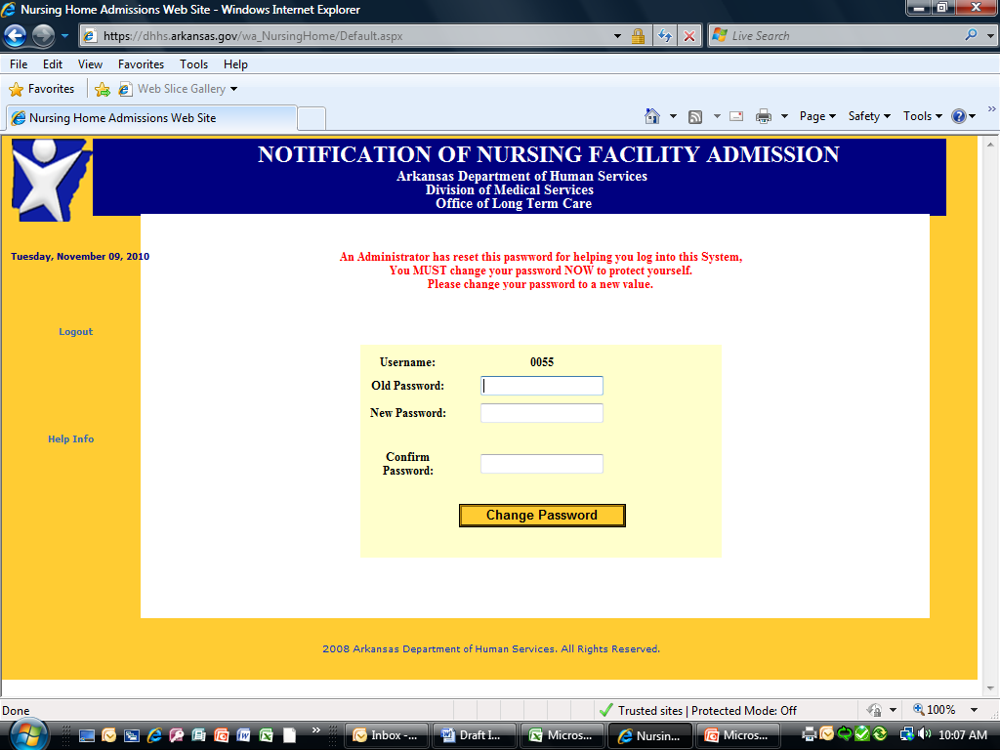 Nursing Home Admissions Web Site - Windows Internet Explorer
https://dhhs.arkansas.gov/wa_NursingHome/Default.aspx
Live Search
File Edit View Favorites Tools Help
Favorites Web Slice Gallery
Nursing Home Admissions Web Site
Page Safety Tools
NOTIFICATION OF NURSING FACILITY ADMISSION
Arkansas Department of Human Services
Division of Medical Services
Office of Long Term Care
Tuesday, November 09, 2010
An Administrator has reset this paswword for helping you log into this System,
You MUST change your password NOW to protect yourself.
Please change your password to a new value.
Logout
Help Info
Username: 0055
Old Password:
New Password:
Confirm
Password:
Change Password
2008 Arkansas Department of Human Services. All Rights Reserved.
Done
Trusted sites | Protected Mode: Off
100%
Inbox -... Draft I... Micros... Nursin... Micros... 10:07 AM